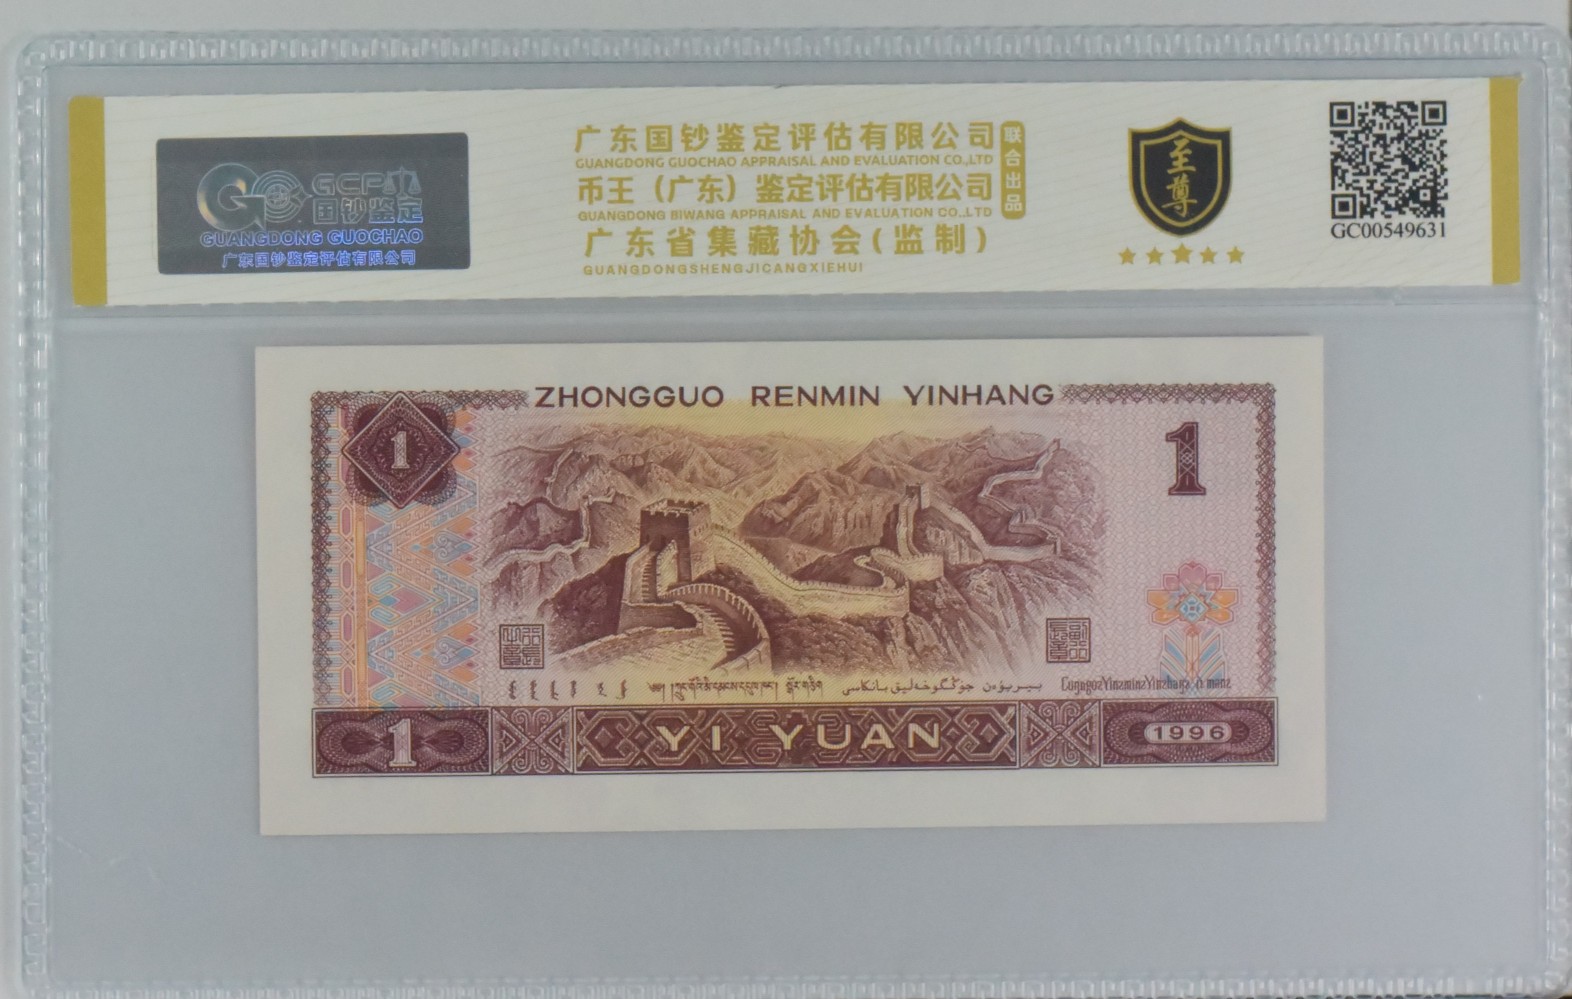 GCP
国钞鉴定
GUANGDONG GUOCHAO
广东国钞鉴定评估有限公司
广东国钞鉴定评估有限公司
GUANGDONG GUOCHAO APPRAISAL AND EVALUATION CO.,LTD
币王（广东）鉴定评估有限公司
GUANGDONG BIWANG APPRAISAL AND EVALUATION CO.,LTD
广东省集藏协会(监制)
GUANGDONGSHENGJICANGXIEHUI
联合出品
至尊
GC00549631
ZHONGGUO RENMIN YINHANG
1
1
1
YI YUAN
1996